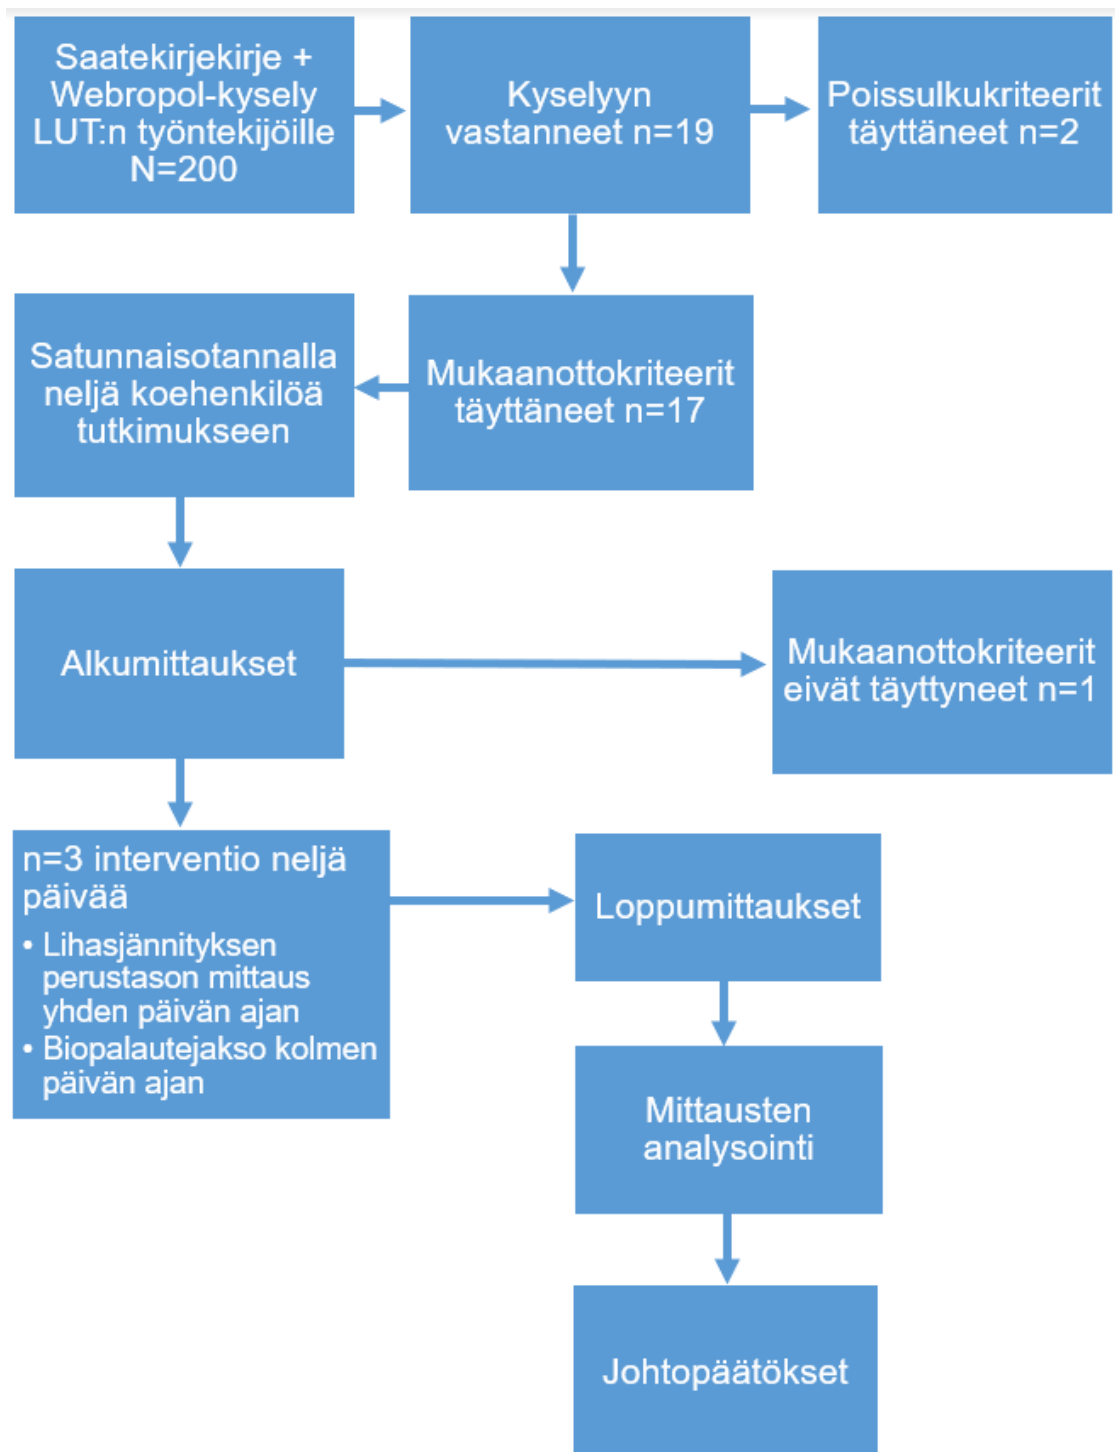 Saatekirjekirje +
Webropol-kysely
LUT:n työntekijöille
N=200
Kyselyyn
vastanneet n=19
Poissulkukriteerit
täyttäneet n=2
Satunnaisotannalla
neljä koehenkilöä
tutkimukseen
Mukaanottokriteerit
täyttäneet n=17
Alkumittaukset
Mukaanottokriteerit
eivät täyttyneet n=1
n=3 interventio neljä
päivää
• Lihasjännityksen
perustason mittaus
yhden päivän ajan
• Biopalautejakso kolmen
päivän ajan
Loppumittaukset
Mittausten
analysointi
Johtopäätökset